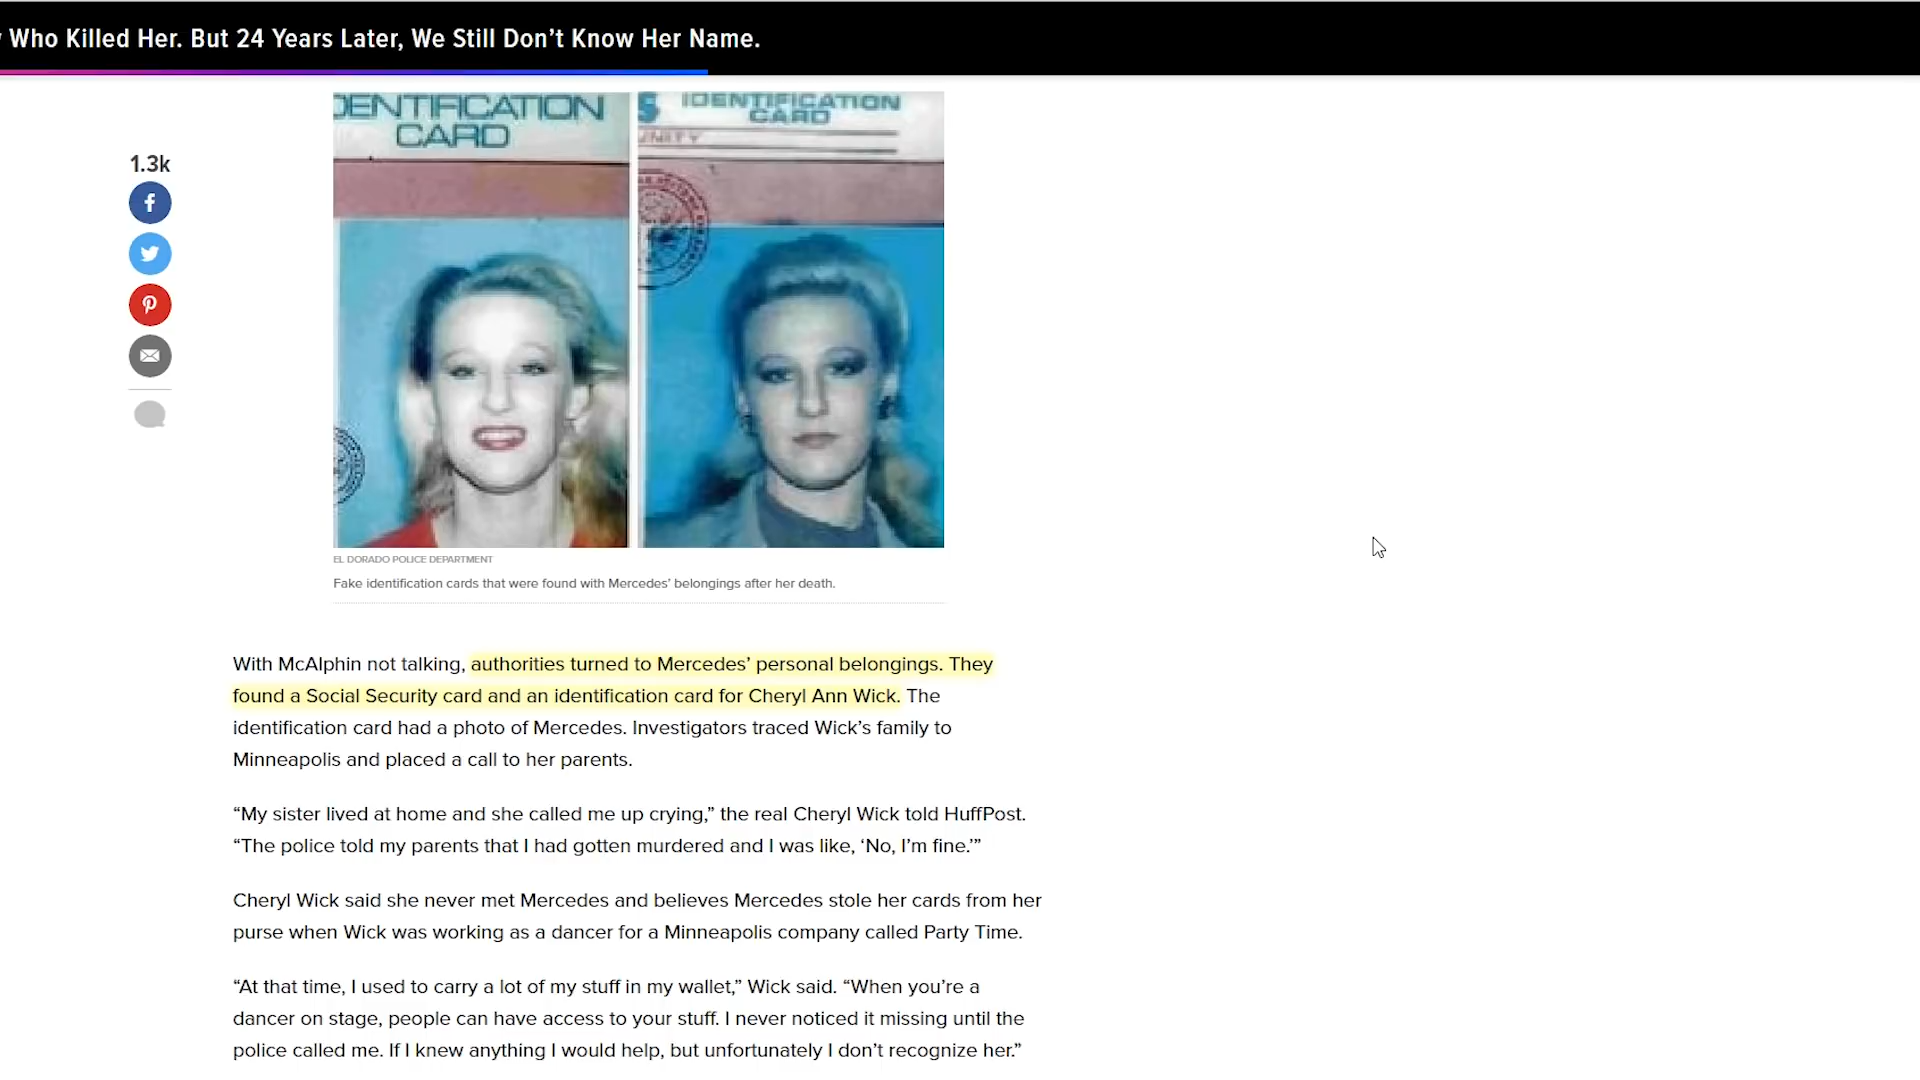 Who Killed Her. But 24 Years Later, We Still Don’t Know Her Name.
1.3k
DENTIFICATION
CARD
S IDENTIFICATION
CARD
UNITY
EL DORADO POLICE DEPARTMENT
Fake identification cards that were found with Mercedes’ belongings after her death.
With McAlphin not talking, authorities turned to Mercedes’ personal belongings. They
found a Social Security card and an identification card for Cheryl Ann Wick. The
identification card had a photo of Mercedes. Investigators traced Wick’s family to
Minneapolis and placed a call to her parents.
“My sister lived at home and she called me up crying,” the real Cheryl Wick told HuffPost.
“The police told my parents that I had gotten murdered and I was like, ‘No, I’m fine.’”
Cheryl Wick said she never met Mercedes and believes Mercedes stole her cards from her
purse when Wick was working as a dancer for a Minneapolis company called Party Time.
“At that time, I used to carry a lot of my stuff in my wallet,” Wick said. “When you’re a
dancer on stage, people can have access to your stuff. I never noticed it missing until the
police called me. If I knew anything I would help, but unfortunately I don’t recognize her.”